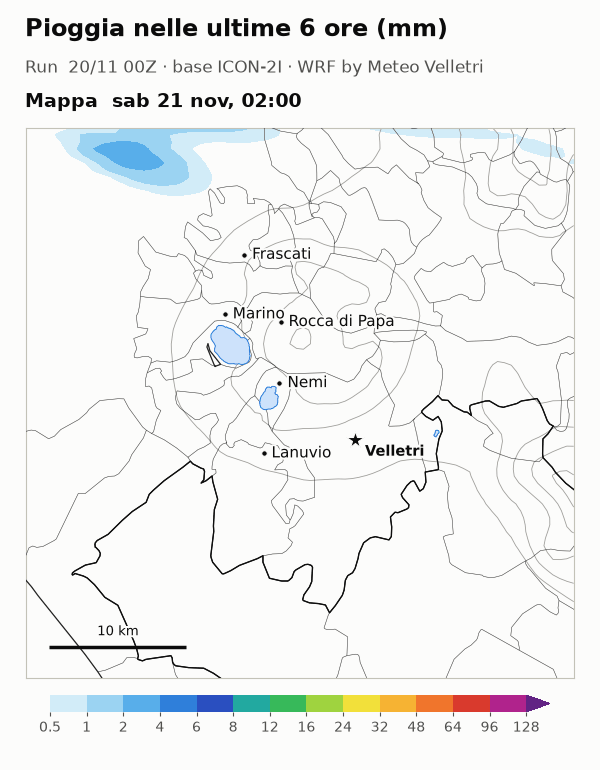 Pioggia nelle ultime 6 ore (mm)
Run  20/11 00Z · base ICON-2I · WRF by Meteo Velletri
Mappa  sab 21 nov, 02:00
Frascati
Marino
Rocca di Papa
Nemi
Velletri
Lanuvio
10 km
0.5 1 2 4 6 8 12 16 24 32 48 64 96 128